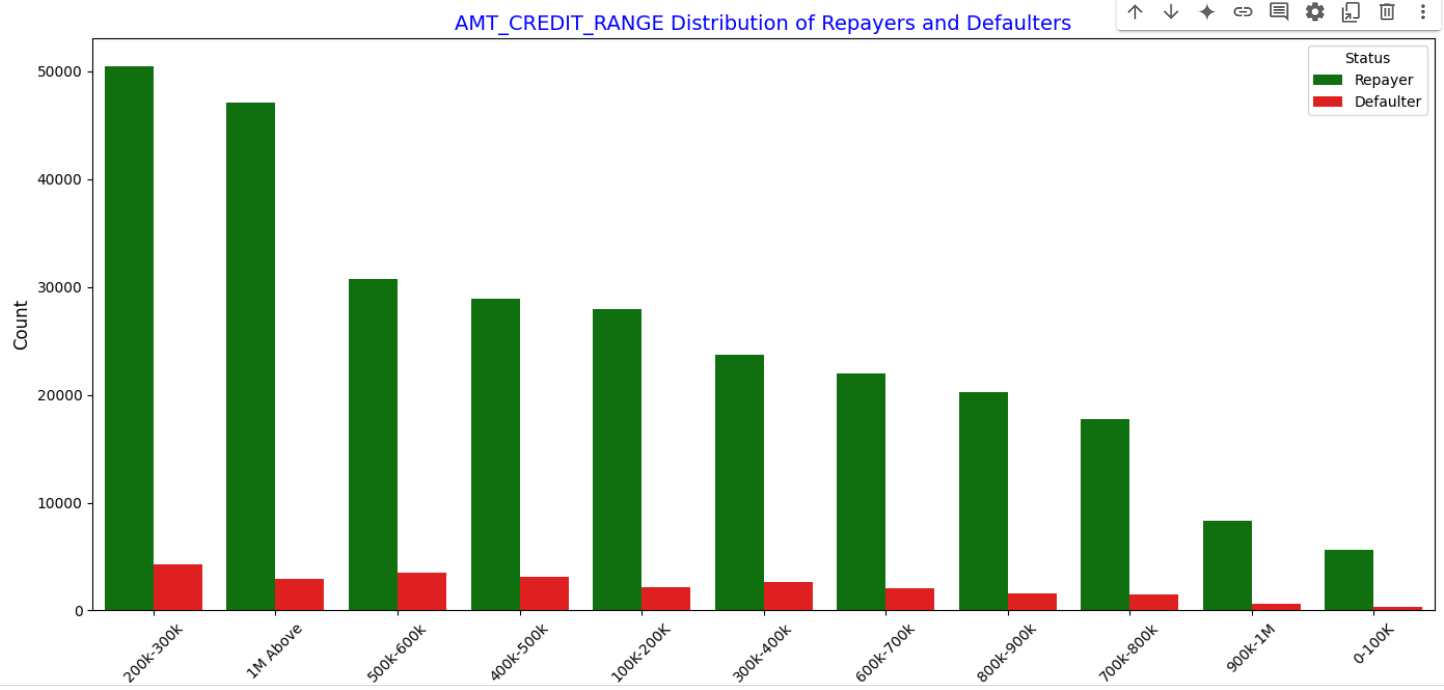 AMT_CREDIT_RANGE Distribution of Repayers and Defaulters
Status
Repayer
Defaulter
Count
50000
40000
30000
20000
10000
0
200k-300k
1M Above
500k-600k
400k-500k
100K-200K
300k-400k
600k-700k
800k-900k
700k-800k
900k-1M
0-100K